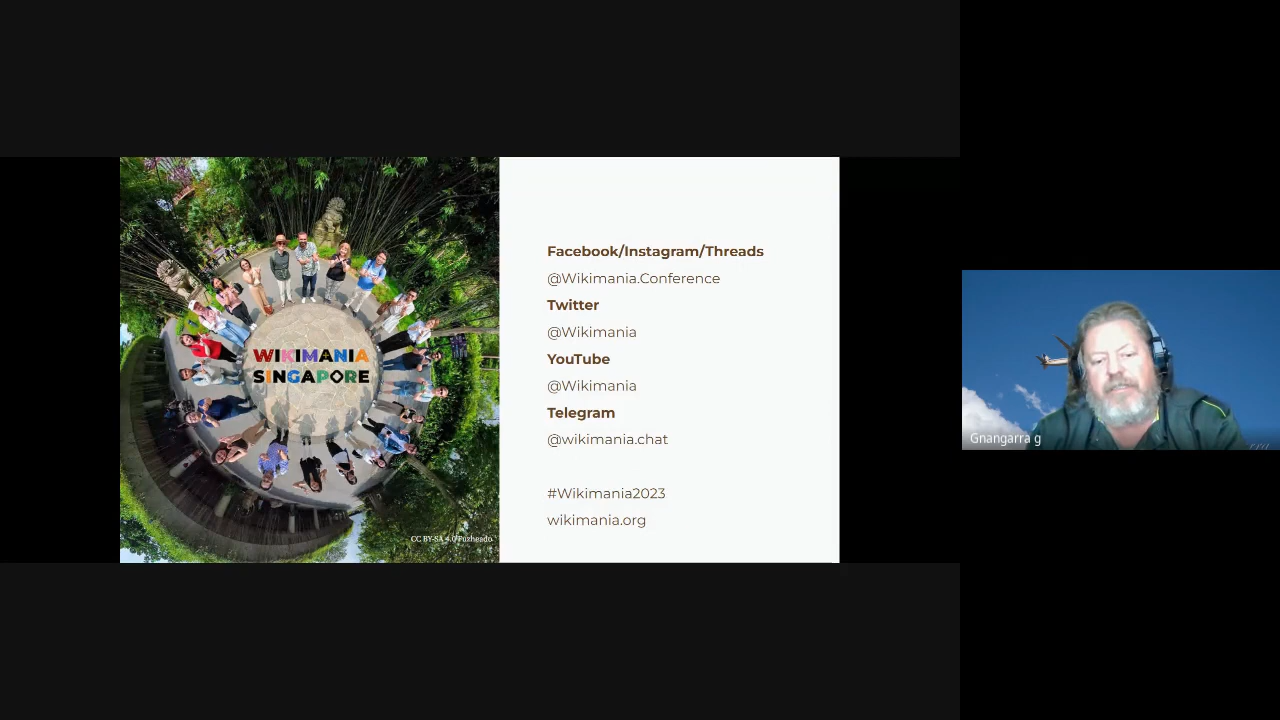 WIKIMANIA
SINGAPORE
CC BY-SA 4.0 Fuzheado
Facebook/Instagram/Threads
@Wikimania.Conference
Twitter
@Wikimania
YouTube
@Wikimania
Telegram
@wikimania.chat
#Wikimania2023
wikimania.org
Gnangarra g